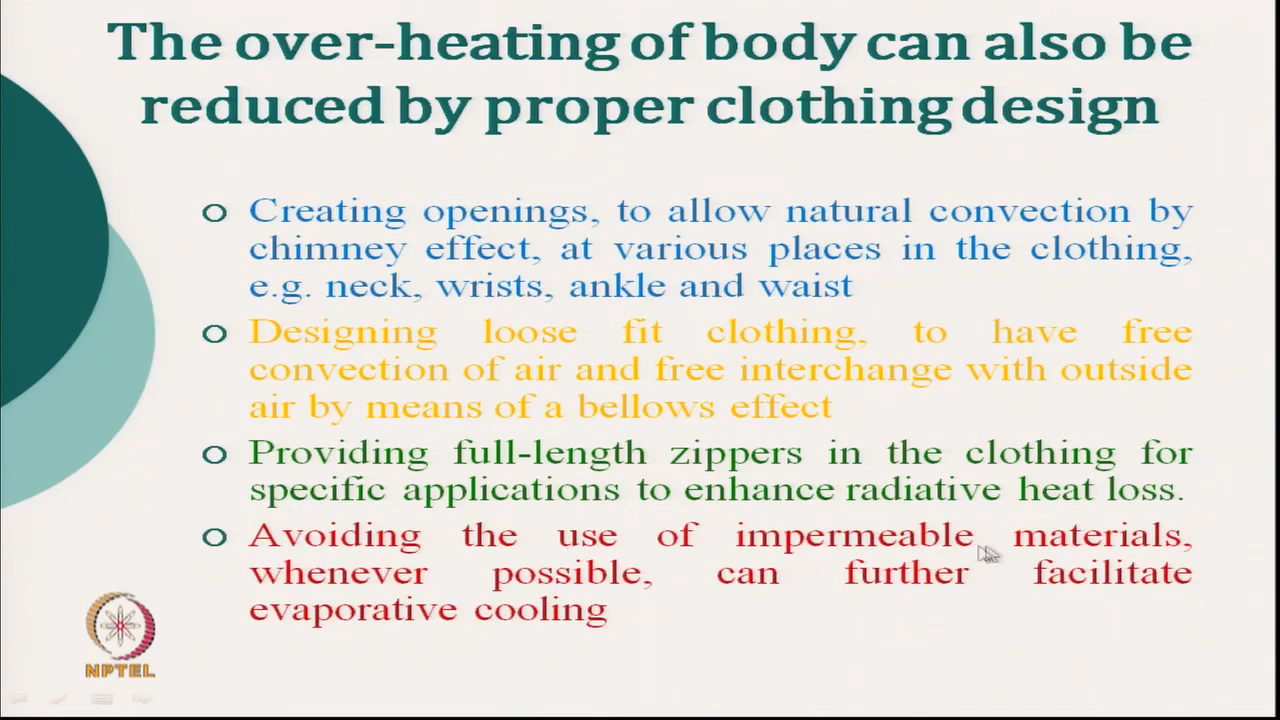 The over-heating of body can also be
reduced by proper clothing design
Creating openings, to allow natural convection by
chimney effect, at various places in the clothing,
e.g. neck, wrists, ankle and waist
Designing loose fit clothing, to have free
convection of air and free interchange with outside
air by means of a bellows effect
Providing full-length zippers in the clothing for
specific applications to enhance radiative heat loss.
Avoiding the use of impermeable materials,
whenever possible, can further facilitate
evaporative cooling
NPTEL